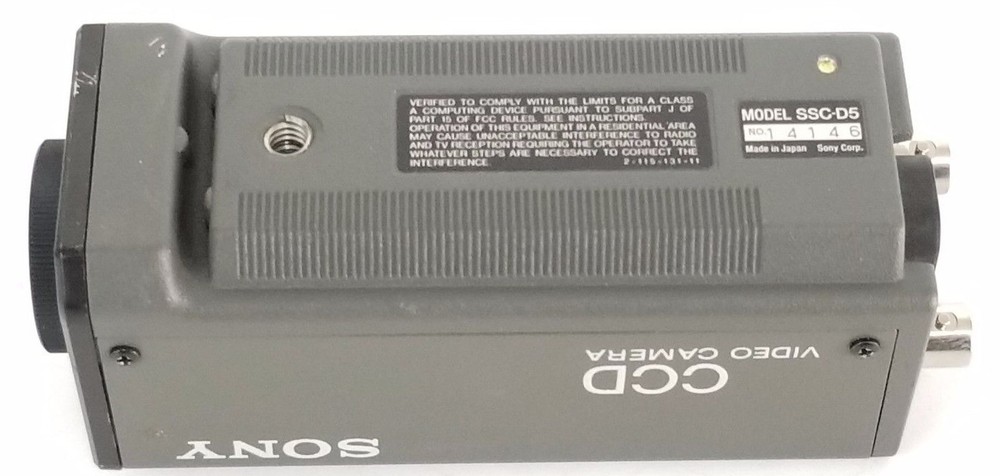 VERIFIED TO COMPLY WITH THE LIMITS FOR A CLASS
A COMPUTING DEVICE PURSUANT TO SUBPART J OF
PART 15 OF FCC RULES. SEE INSTRUCTIONS.
OPERATION OF THIS EQUIPMENT IN A RESIDENTIAL AREA
MAY CAUSE UNACCEPTABLE INTERFERENCE TO RADIO
AND TV RECEPTION REQUIRING THE OPERATOR TO TAKE
WHATEVER STEPS ARE NECESSARY TO CORRECT THE
INTERFERENCE.
2-115-131-11
MODEL SSC-D5
NO. 14146
Made in Japan Sony Corp.
SONY
CCD
VIDEO CAMERA